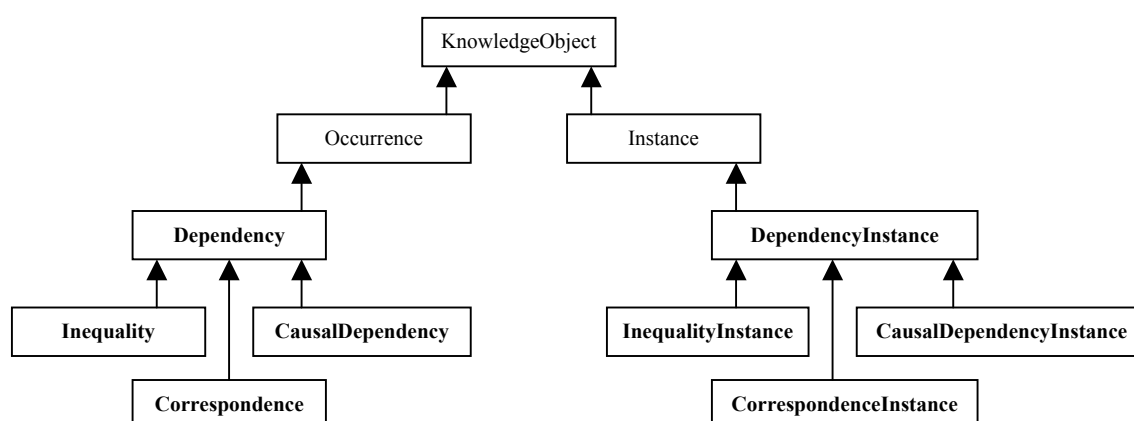 KnowledgeObject
Occurrence
Instance
Dependency
DependencyInstance
Inequality
CausalDependency
InequalityInstance
CausalDependencyInstance
Correspondence
CorrespondenceInstance